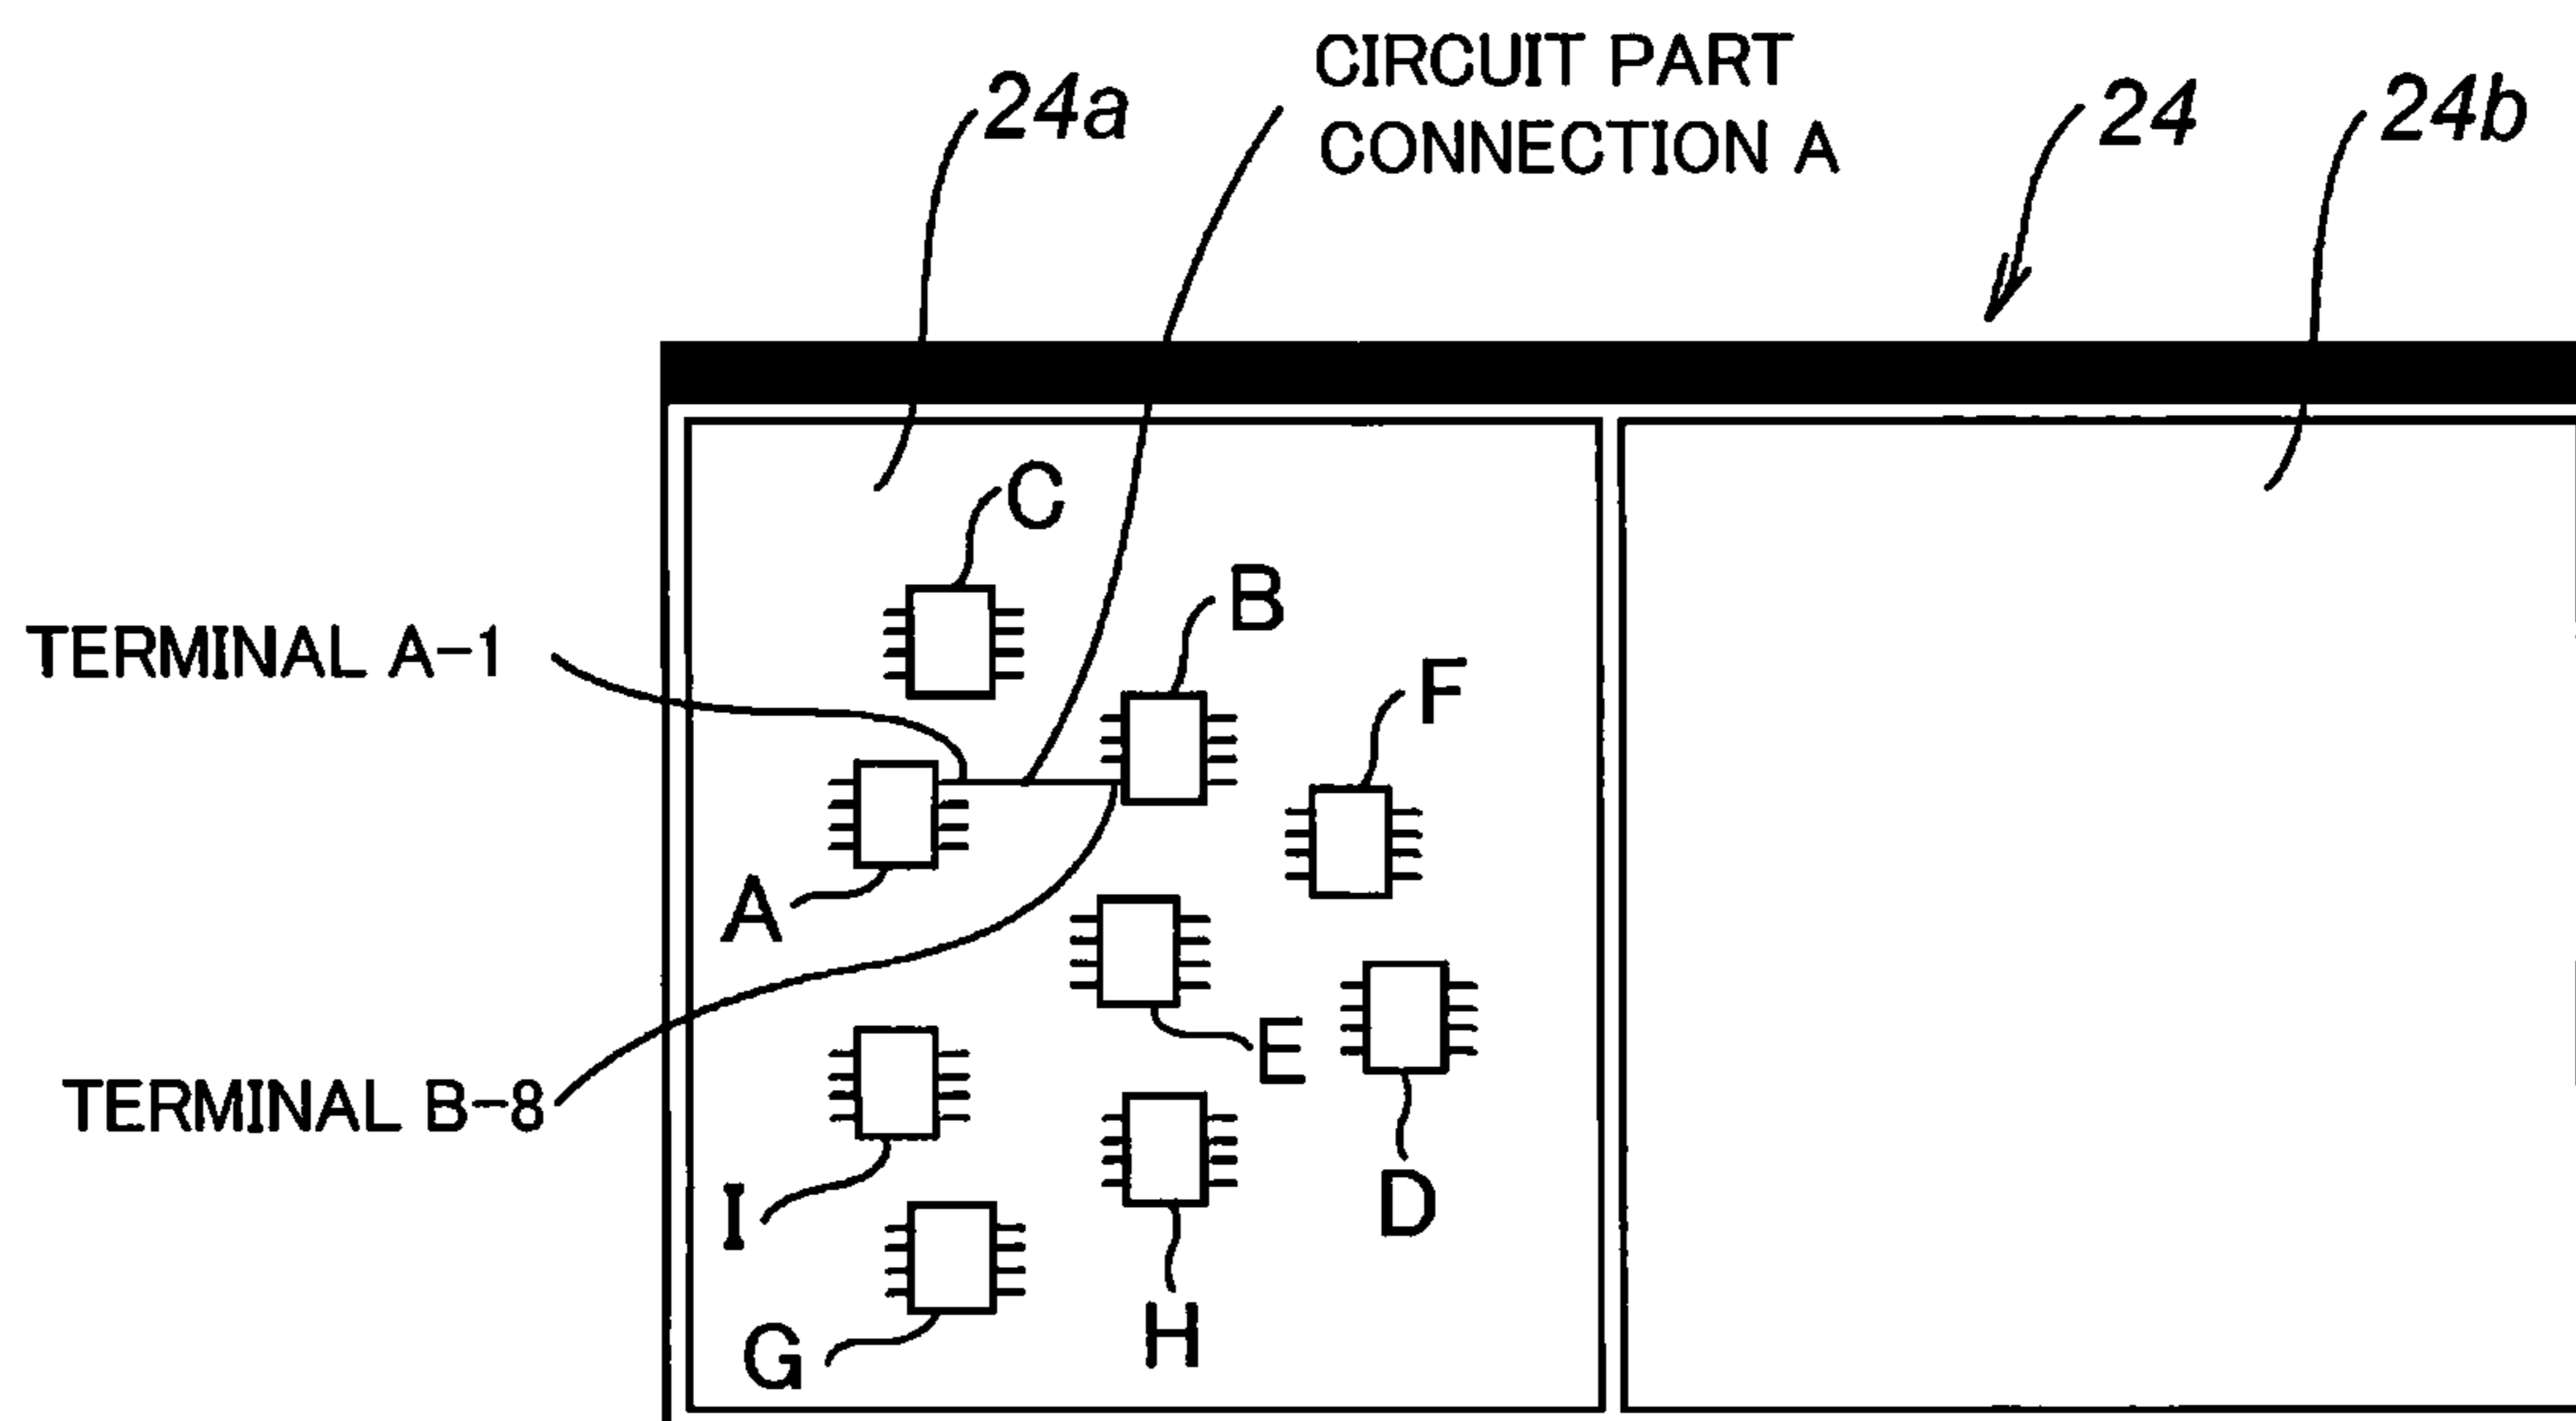 CIRCUIT PART
CONNECTION A
24a
24
24b
C
B
TERMINAL A-1
F
A
E
TERMINAL B-8
D
I
H
G